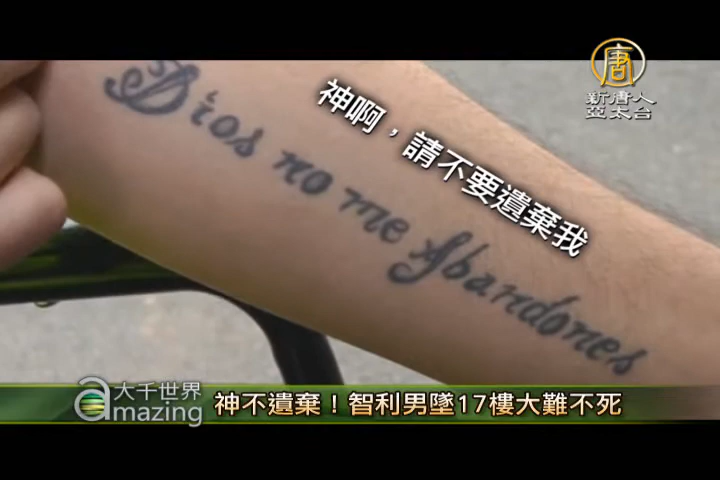 唐
新唐人
亞太台
神啊，請不要遺棄我
Dios no me Abandones
大千世界
amazing
神不遺棄！智利男墜17樓大難不死